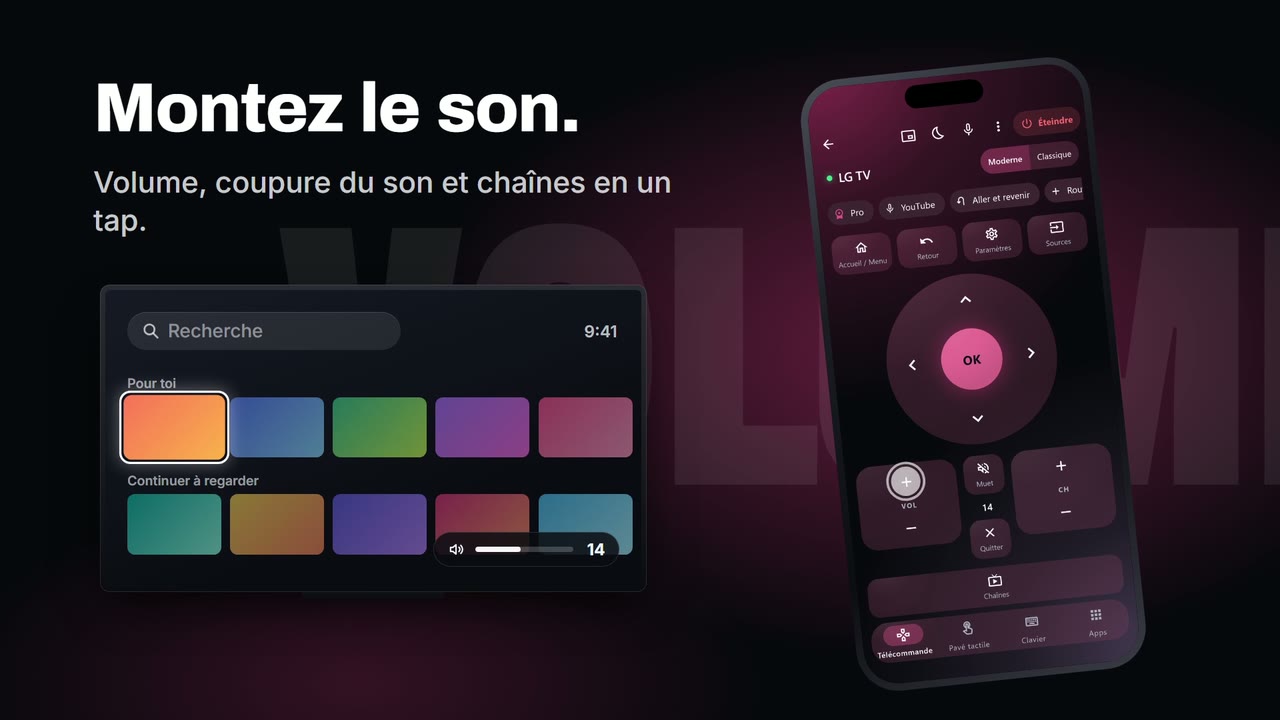 Montez le son.
Volume, coupure du son et chaînes en un
tap.
VOLUM
Recherche
9:41
Pour toi
Continuer à regarder
14
Éteindre
LG TV
Moderne
Classique
Pro
YouTube
Aller et revenir
Rou
Accueil / Menu
Retour
Paramètres
Sources
OK
VOL
Muet
14
Quitter
CH
Chaînes
Télécommande
Pavé tactile
Clavier
Apps